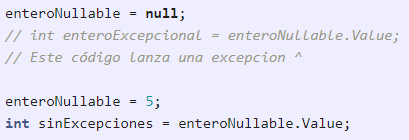 enteroNullable = null;
// int enteroExcepcional = enteroNullable.Value;
// Este código lanza una excepcion ^
enteroNullable = 5;
int sinExcepciones = enteroNullable.Value;